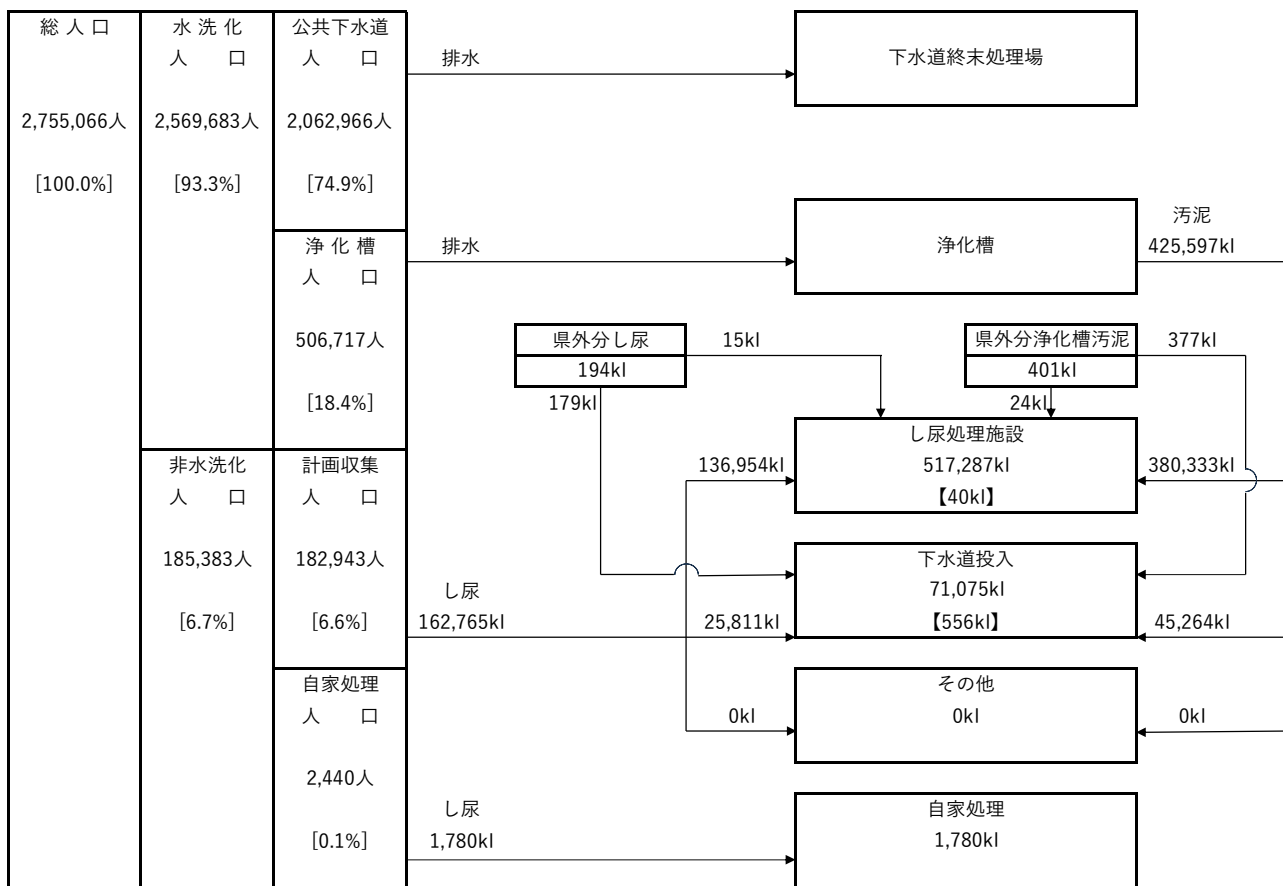 総 人 口
2,755,066人
[100.0%]
水 洗 化
人　　口
2,569,683人
[93.3%]
公共下水道
人　　口
2,062,966人
[74.9%]
排水
下水道終末処理場
浄 化 槽
人　　口
506,717人
[18.4%]
排水
浄化槽
汚泥
425,597kl
県外分し尿
194kl
15kl
179kl
県外分浄化槽汚泥
401kl
377kl
24kl
非水洗化
人　　口
185,383人
[6.7%]
計画収集
人　　口
182,943人
[6.6%]
し尿
162,765kl
136,954kl
し尿処理施設
517,287kl
【40kl】
380,333kl
25,811kl
下水道投入
71,075kl
【556kl】
45,264kl
0kl
その他
0kl
0kl
自家処理
人　　口
2,440人
[0.1%]
し尿
1,780kl
自家処理
1,780kl